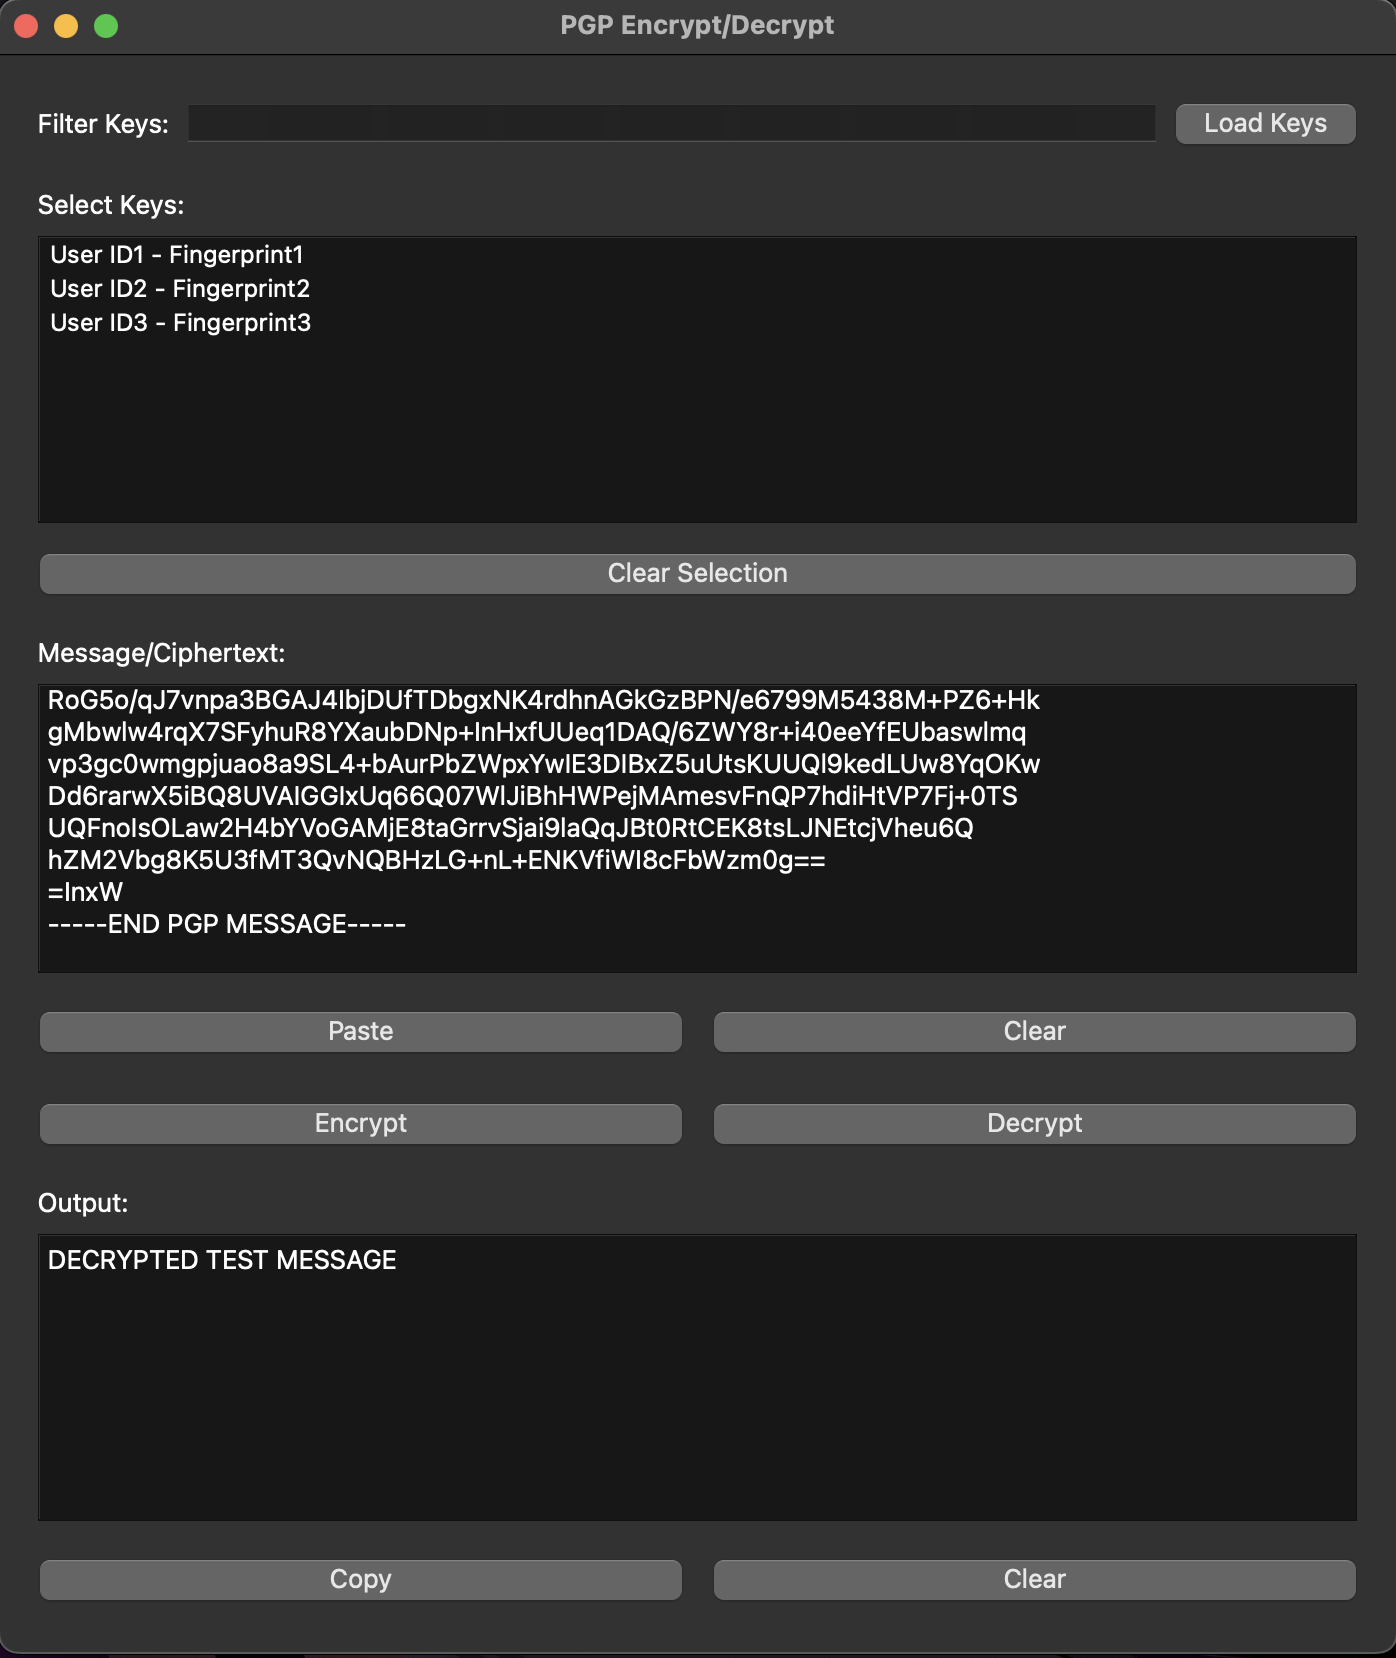 PGP Encrypt/Decrypt
Filter Keys:
Load Keys
Select Keys:
User ID1 - Fingerprint1
User ID2 - Fingerprint2
User ID3 - Fingerprint3
Clear Selection
Message/Ciphertext:
RoG5o/qJ7vnpa3BGAJ4IbjDUfTDbgxNK4rdhnAGkGzBPN/e6799M5438M+PZ6+Hk
gMbwlw4rqX7SFyhuR8YXaubDNp+InHxfUUeq1DAQ/6ZWY8r+i40eeYfEUbaswlmq
vp3gc0wmgpjuao8a9SL4+bAurPbZWpxYwIE3DIBxZ5uUtsKUUQl9kedLUw8YqOKw
Dd6rarwX5iBQ8UVAIGGIxUq66Q07WlJiBhHWPejMAmesvFnQP7hdiHtVP7Fj+0TS
UQFnoIsOLaw2H4bYVoGAMjE8taGrrvSjai9laQqJBt0RtCEK8tsLJNEtcjVheu6Q
hZM2Vbg8K5U3fMT3QvNQBHzLG+nL+ENKVfiWI8cFbWzm0g==
=InxW
-----END PGP MESSAGE-----
Paste
Clear
Encrypt
Decrypt
Output:
DECRYPTED TEST MESSAGE
Copy
Clear